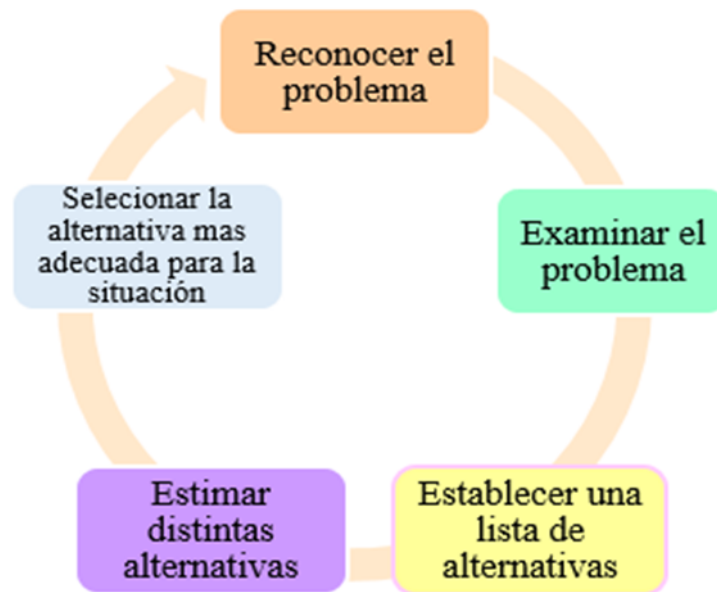 Reconocer el
problema
Examinar el
problema
Establecer una
lista de
alternativas
Estimar
distintas
alternativas
Selecionar la
alternativa mas
adecuada para la
situación